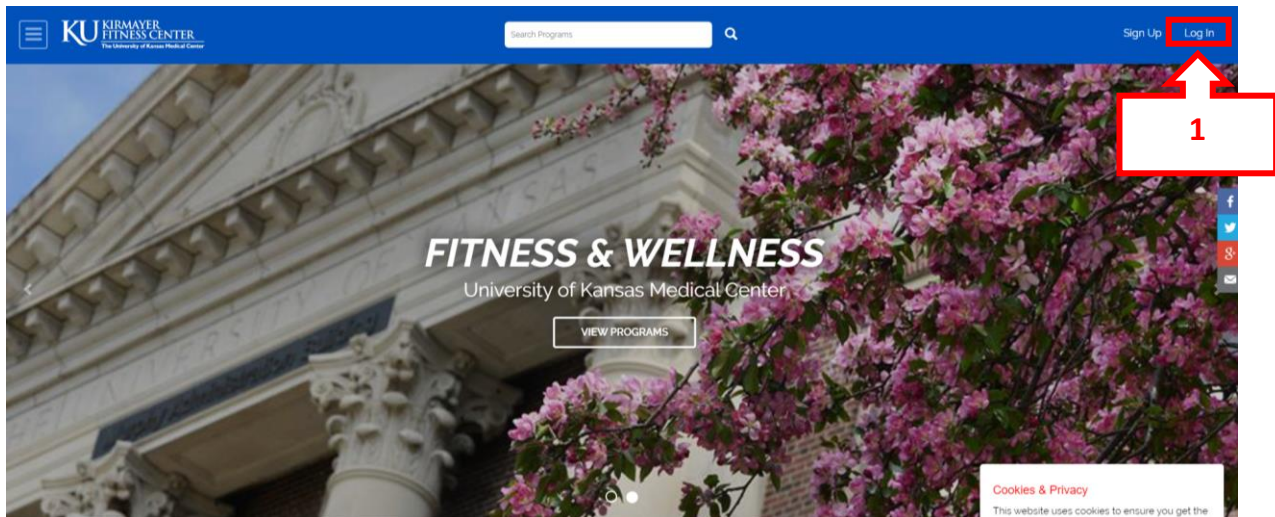 KU KIRMAYER
FITNESS CENTER
The University of Kansas Medical Center
Search Programs
Sign Up
Log In
1
FITNESS & WELLNESS
University of Kansas Medical Center
VIEW PROGRAMS
Cookies & Privacy
This website uses cookies to ensure you get the